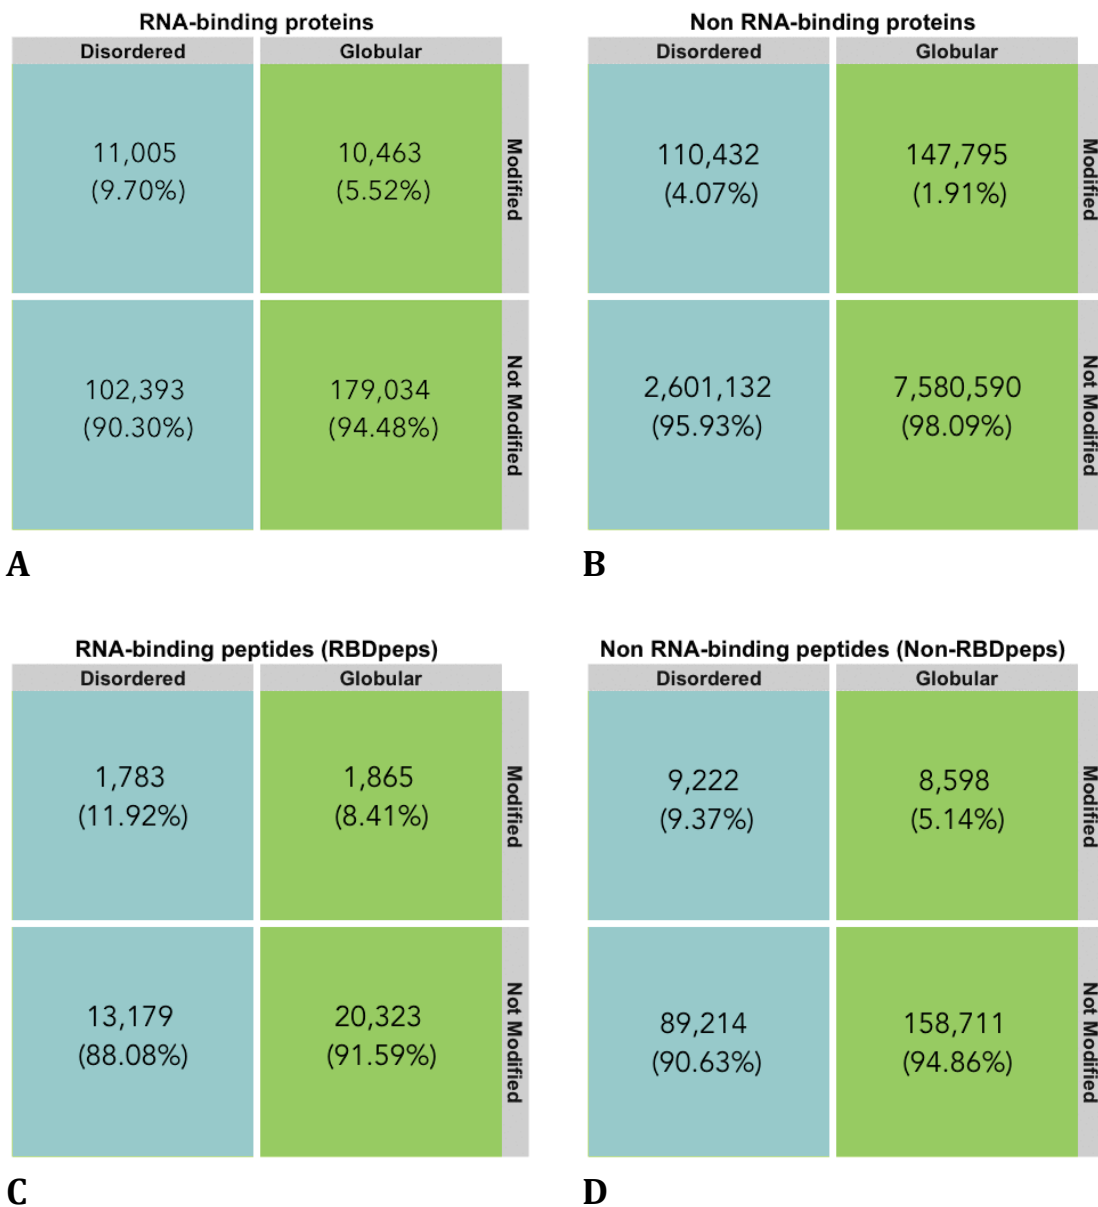 RNA-binding proteins
Disordered
Globular
11,005
(9.70%)
10,463
(5.52%)
Modified
102,393
(90.30%)
179,034
(94.48%)
Not Modified
A
Non RNA-binding proteins
Disordered
Globular
110,432
(4.07%)
147,795
(1.91%)
Modified
2,601,132
(95.93%)
7,580,590
(98.09%)
Not Modified
B
RNA-binding peptides (RBDpeps)
Disordered
Globular
1,783
(11.92%)
1,865
(8.41%)
Modified
13,179
(88.08%)
20,323
(91.59%)
Not Modified
C
Non RNA-binding peptides (Non-RBDpeps)
Disordered
Globular
9,222
(9.37%)
8,598
(5.14%)
Modified
89,214
(90.63%)
158,711
(94.86%)
Not Modified
D